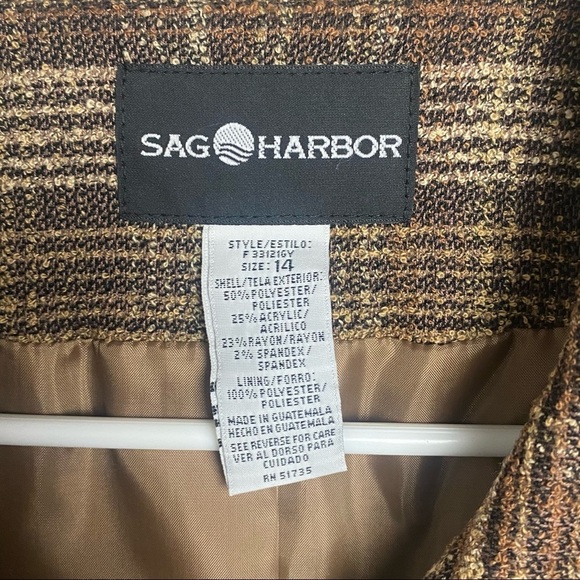 SAG HARBOR
STYLE/ESTILO:
F33121GY
SIZE: 14
SHELL/TELA EXTERIOR:
50% POLYESTER/
POLIESTER
25% ACRYLIC/
ACRILICO
23% RAYON/RAYON
2% SPANDEX/
SPANDEX
LINING/FORRO:
100% POLYESTER/
POLIESTER
MADE IN GUATEMALA
HECHO EN GUATEMALA
SEE REVERSE FOR CARE
VER AL DORSO PARA
CUIDADO
RH 51735